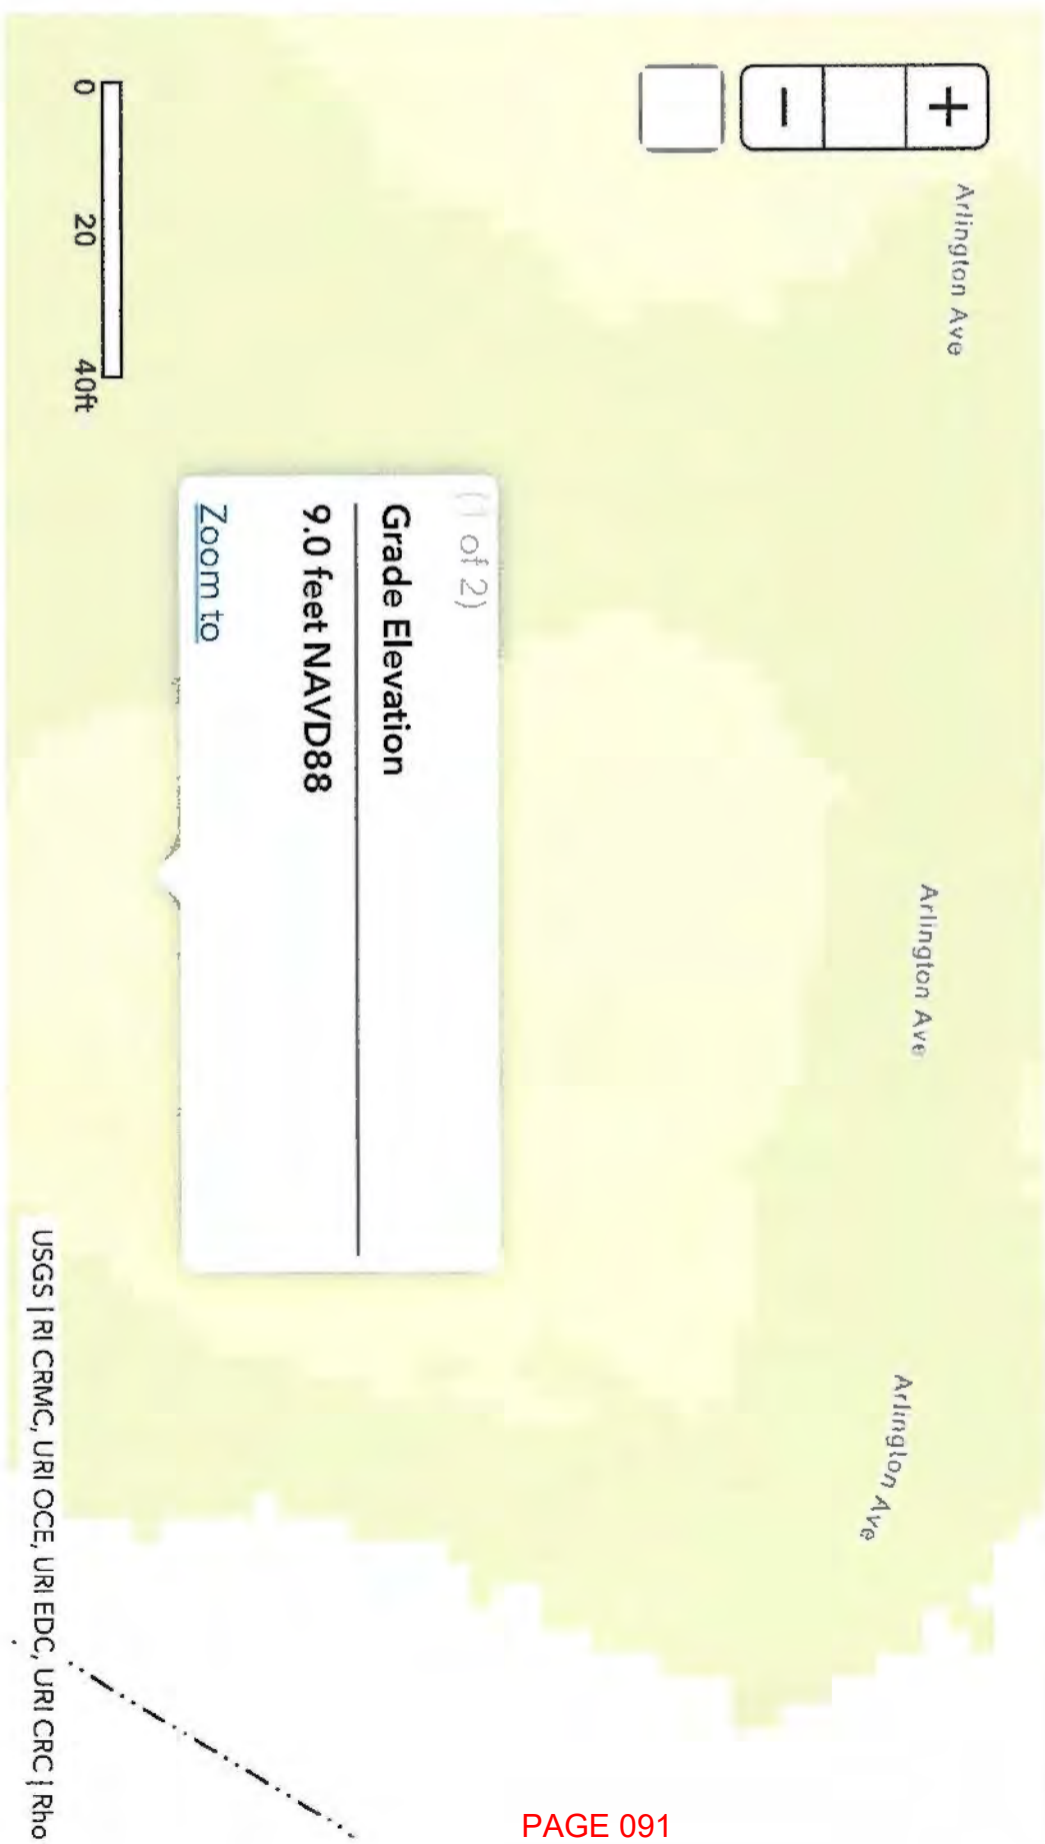 +
−
Arlington Ave
Arlington Ave
Arlington Ave
(1 of 2)
Grade Elevation
9.0 feet NAVD88
Zoom to
0 20 40ft
USGS | RI CRMC, URI OCE, URI EDC, URI CRC | Rho
PAGE 091